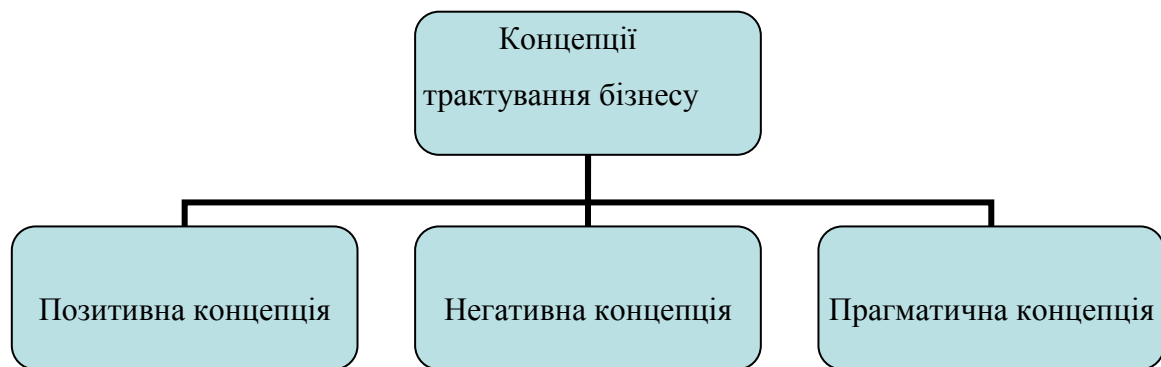 Концепції
трактування бізнесу
Позитивна концепція
Негативна концепція
Прагматична концепція